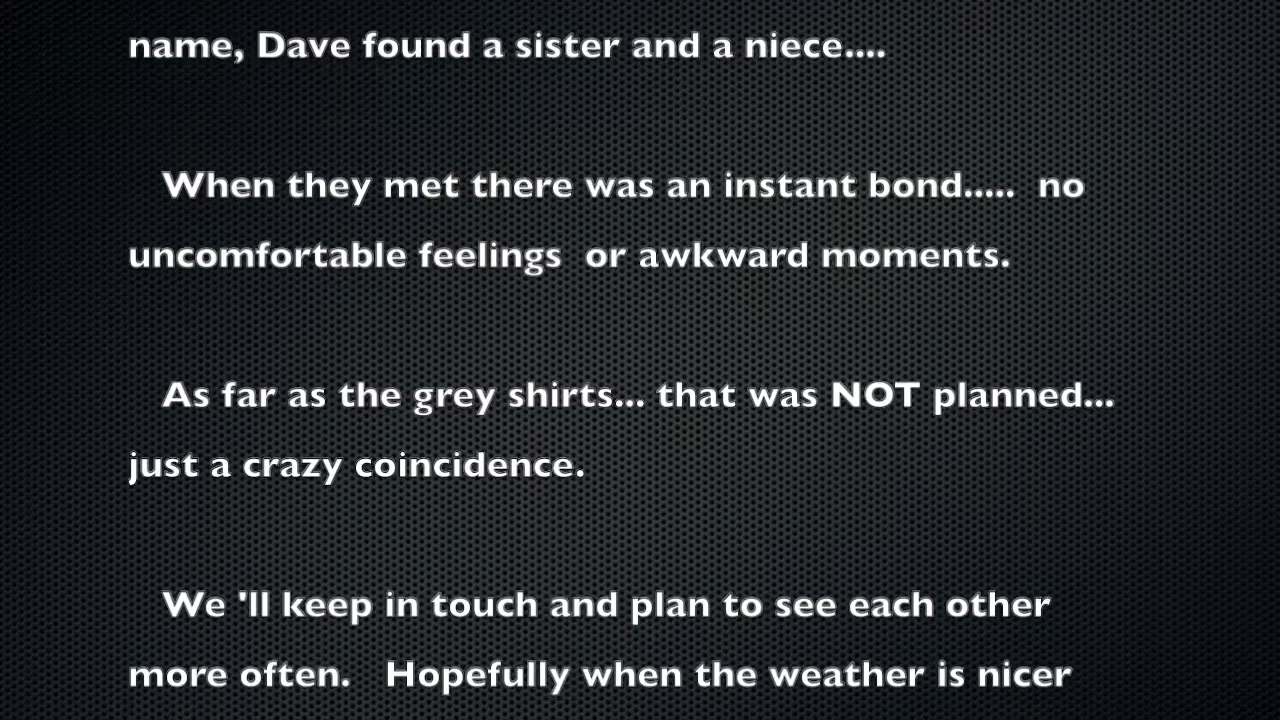 name, Dave found a sister and a niece....
When they met there was an instant bond..... no
uncomfortable feelings or awkward moments.
As far as the grey shirts... that was NOT planned...
just a crazy coincidence.
We 'll keep in touch and plan to see each other
more often. Hopefully when the weather is nicer